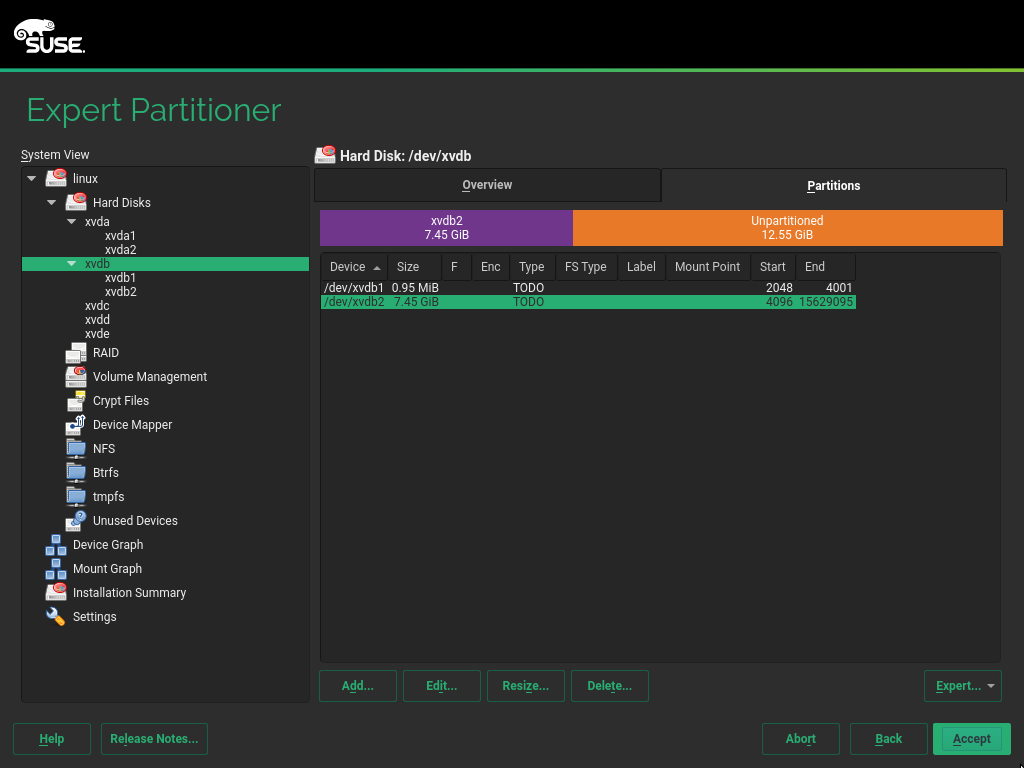 SUSE.
Expert Partitioner
System View
linux
Hard Disks
xvda
xvda1
xvda2
xvdb
xvdb1
xvdb2
xvdc
xvdd
xvde
RAID
Volume Management
Crypt Files
Device Mapper
NFS
Btrfs
tmpfs
Unused Devices
Device Graph
Mount Graph
Installation Summary
Settings
Hard Disk: /dev/xvdb
Overview Partitions
xvdb2 Unpartitioned
7.45 GiB 12.55 GiB
Device Size F Enc Type FS Type Label Mount Point Start End
/dev/xvdb1 0.95 MiB TODO 2048 4001
/dev/xvdb2 7.45 GiB TODO 4096 15629095
Add... Edit... Resize... Delete... Expert...
Help Release Notes... Abort Back Accept